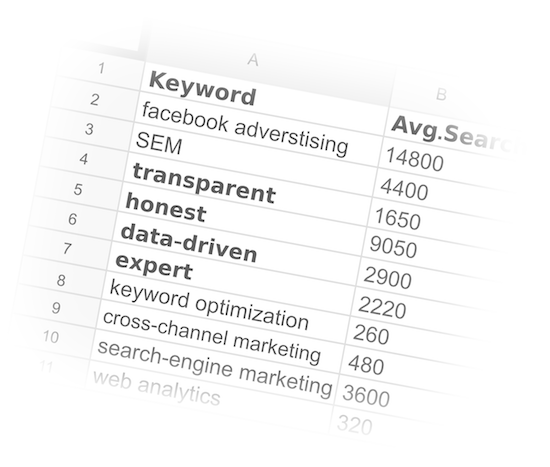 A B
1 Keyword Avg.Searc
2 facebook adverstising 14800
3 SEM 4400
4 transparent 1650
5 honest 9050
6 data-driven 2900
7 expert 2220
8 keyword optimization 260
9 cross-channel marketing 480
10 search-engine marketing 3600
11 web analytics 320